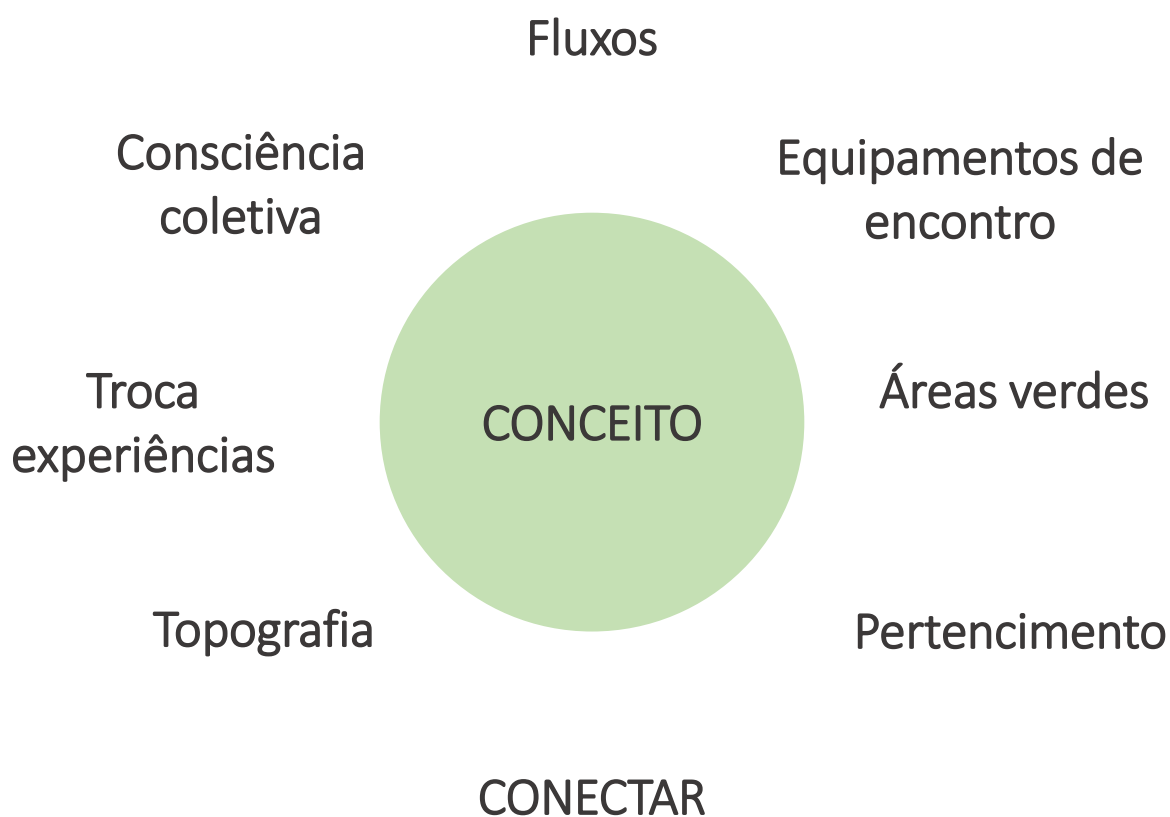 Fluxos
Consciência
coletiva
Equipamentos de
encontro
Troca
experiências
CONCEITO
Áreas verdes
Topografia
Pertencimento
CONECTAR